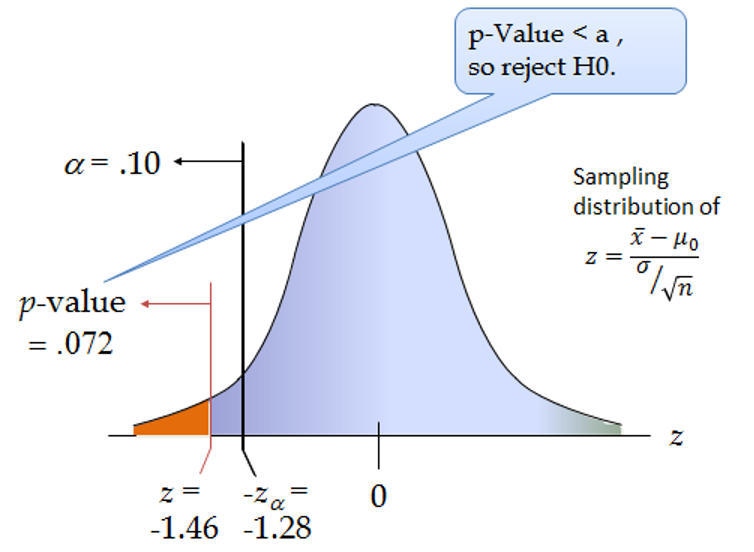 p-Value < a ,
so reject H0.
α = .10
Sampling
distribution of
z = (x̄ − μ₀) / (σ/√n)
p-value
= .072
z
z =
-1.46
-zα =
-1.28
0